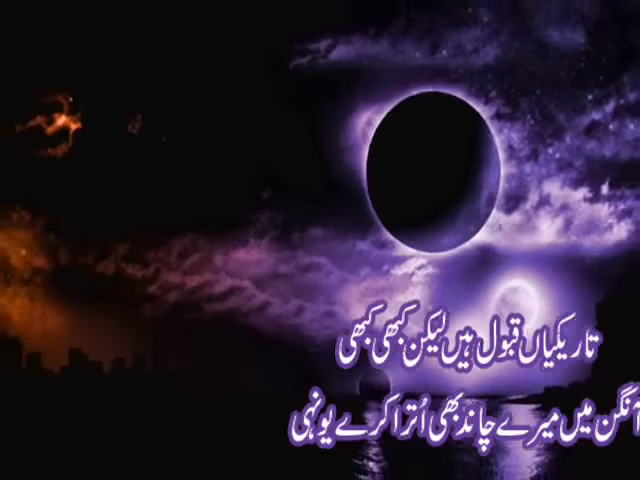 تاریکیاں قبول ہیں لیکن کبھی کبھی
آنگن میں میرے چاند بھی اُترا کرے یونہی